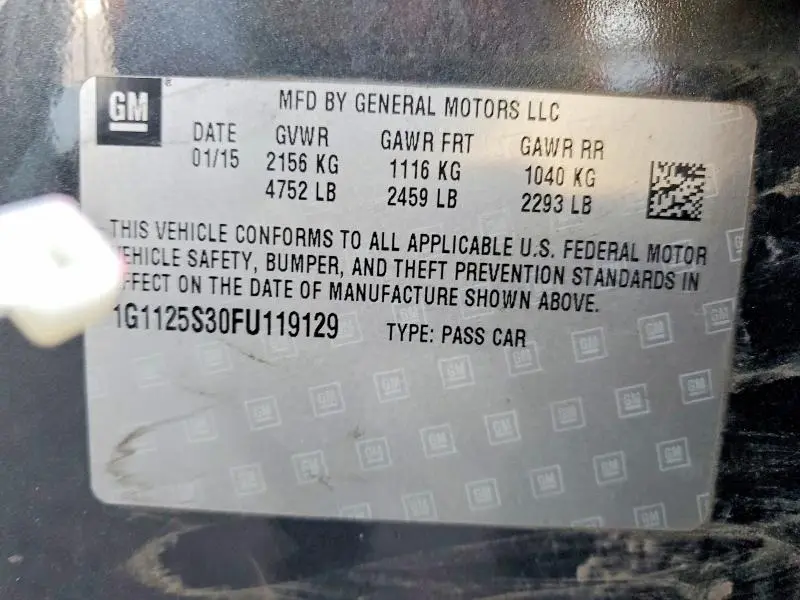 GM
MFD BY GENERAL MOTORS LLC
DATE GVWR GAWR FRT GAWR RR
01/15 2156 KG 1116 KG 1040 KG
4752 LB 2459 LB 2293 LB
THIS VEHICLE CONFORMS TO ALL APPLICABLE U.S. FEDERAL MOTOR
VEHICLE SAFETY, BUMPER, AND THEFT PREVENTION STANDARDS IN
EFFECT ON THE DATE OF MANUFACTURE SHOWN ABOVE.
1G1125S30FU119129 TYPE: PASS CAR